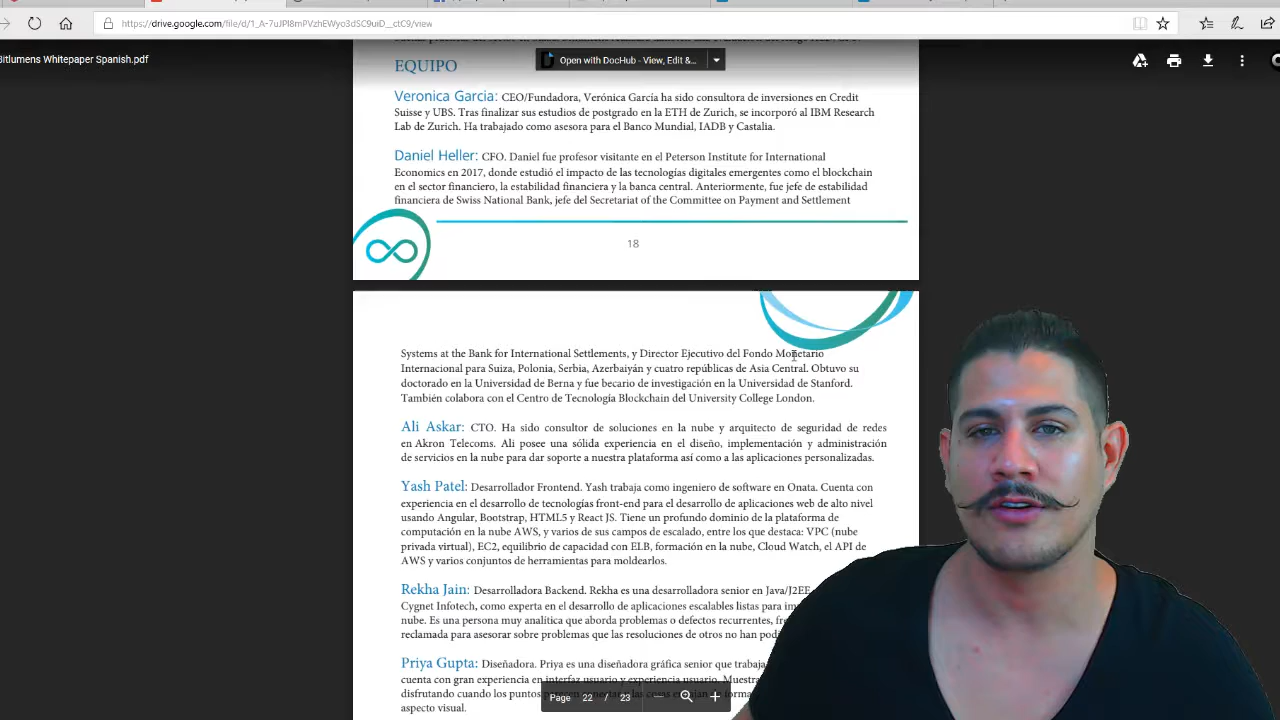 https://drive.google.com/file/d/1_A-7uJPI8mPVzhEWyo3dSC9uiD__ctC9/view
Bitlumens Whitepaper Spanish.pdf
Open with DocHub - View, Edit &...
EQUIPO
Veronica Garcia: CEO/Fundadora, Verónica García ha sido consultora de inversiones en Credit
Suisse y UBS. Tras finalizar sus estudios de postgrado en la ETH de Zurich, se incorporó al IBM Research
Lab de Zurich. Ha trabajado como asesora para el Banco Mundial, IADB y Castalia.
Daniel Heller: CFO. Daniel fue profesor visitante en el Peterson Institute for International
Economics en 2017, donde estudió el impacto de las tecnologías digitales emergentes como el blockchain
en el sector financiero, la estabilidad financiera y la banca central. Anteriormente, fue jefe de estabilidad
financiera de Swiss National Bank, jefe del Secretariat of the Committee on Payment and Settlement
18
Systems at the Bank for International Settlements, y Director Ejecutivo del Fondo Monetario
Internacional para Suiza, Polonia, Serbia, Azerbaiyán y cuatro repúblicas de Asia Central. Obtuvo su
doctorado en la Universidad de Berna y fue becario de investigación en la Universidad de Stanford.
También colabora con el Centro de Tecnología Blockchain del University College London.
Ali Askar: CTO. Ha sido consultor de soluciones en la nube y arquitecto de seguridad de redes
en Akron Telecoms. Ali posee una sólida experiencia en el diseño, implementación y administración
de servicios en la nube para dar soporte a nuestra plataforma así como a las aplicaciones personalizadas.
Yash Patel: Desarrollador Frontend. Yash trabaja como ingeniero de software en Onata. Cuenta con
experiencia en el desarrollo de tecnologías front-end para el desarrollo de aplicaciones web de alto nivel
usando Angular, Bootstrap, HTML5 y React JS. Tiene un profundo dominio de la plataforma de
computación en la nube AWS, y varios de sus campos de escalado, entre los que destaca: VPC (nube
privada virtual), EC2, equilibrio de capacidad con ELB, formación en la nube, Cloud Watch, el API de
AWS y varios conjuntos de herramientas para moldearlos.
Rekha Jain: Desarrolladora Backend. Rekha es una desarrolladora senior en Java/J2EE
Cygnet Infotech, como experta en el desarrollo de aplicaciones escalables listas para
nube. Es una persona muy analítica que aborda problemas o defectos recurrentes,
reclamada para asesorar sobre problemas que las resoluciones de otros no han
Priya Gupta: Diseñadora. Priya es una diseñadora gráfica senior que trabaja
cuenta con gran experiencia en interfaz usuario y experiencia usuario.
disfrutando cuando los puntos
aspecto visual.
Page 22 / 23